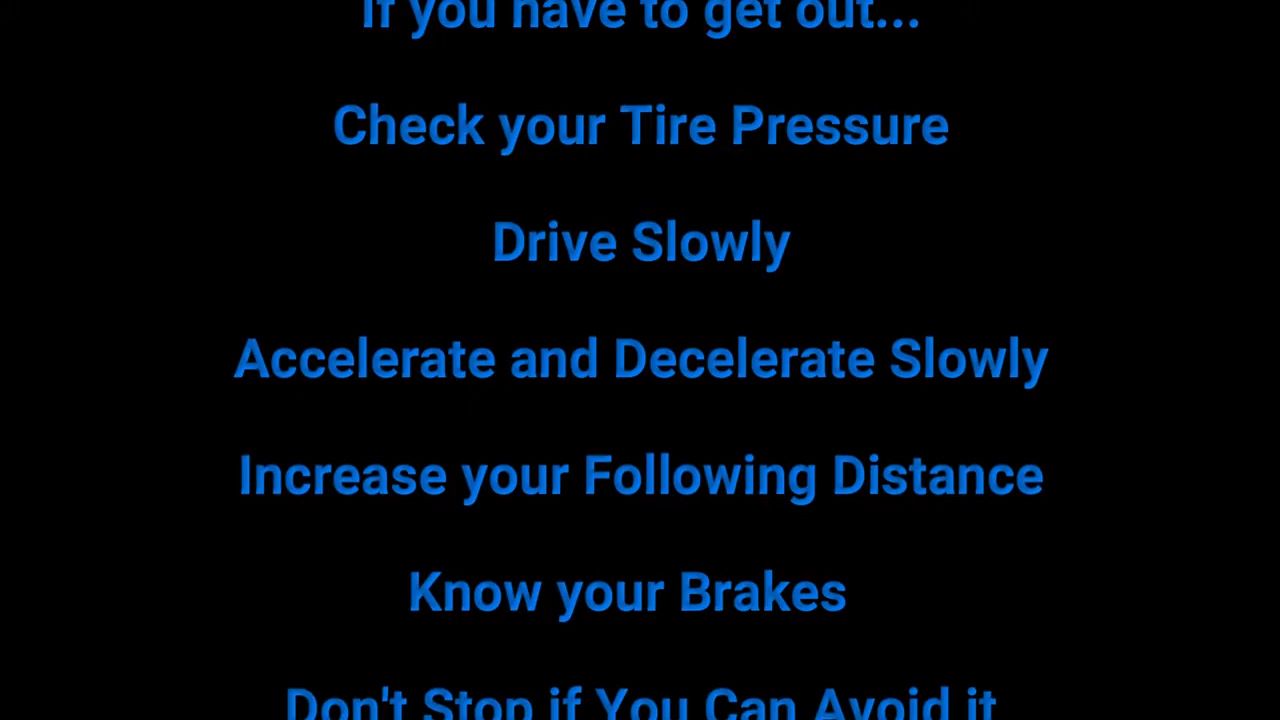 If you have to get out...
Check your Tire Pressure
Drive Slowly
Accelerate and Decelerate Slowly
Increase your Following Distance
Know your Brakes
Don't Stop if You Can Avoid it